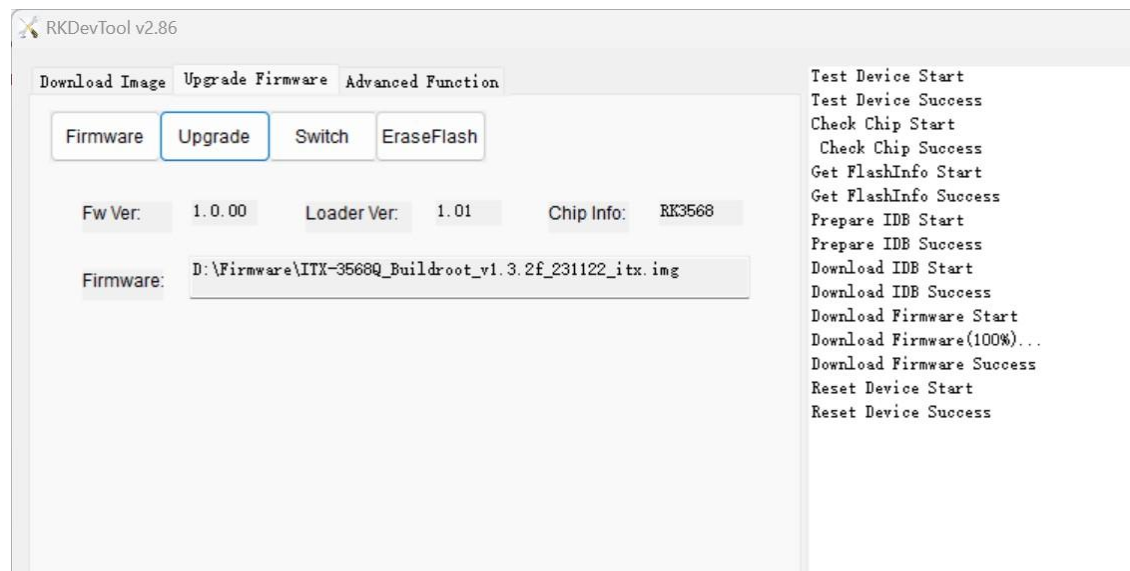 RKDevTool v2.86
Download Image Upgrade Firmware Advanced Function
Firmware Upgrade Switch EraseFlash
Fw Ver: 1.0.00 Loader Ver: 1.01 Chip Info: RK3568
Firmware: D:\Firmware\ITX-3568Q_Buildroot_v1.3.2f_231122_itx.img
Test Device Start
Test Device Success
Check Chip Start
Check Chip Success
Get FlashInfo Start
Get FlashInfo Success
Prepare IDB Start
Prepare IDB Success
Download IDB Start
Download IDB Success
Download Firmware Start
Download Firmware(100%)...
Download Firmware Success
Reset Device Start
Reset Device Success